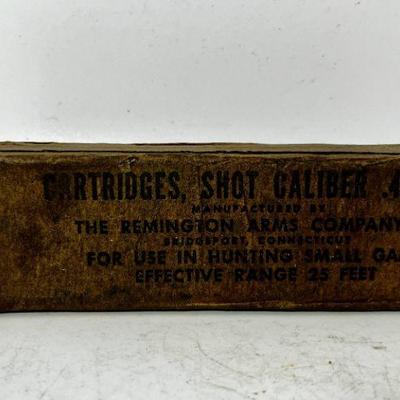 CARTRIDGES, SHOT CALIBER .4
MANUFACTURED BY
THE REMINGTON ARMS COMPANY
BRIDGEPORT, CONNECTICUT
FOR USE IN HUNTING SMALL GA
EFFECTIVE RANGE 25 FEET